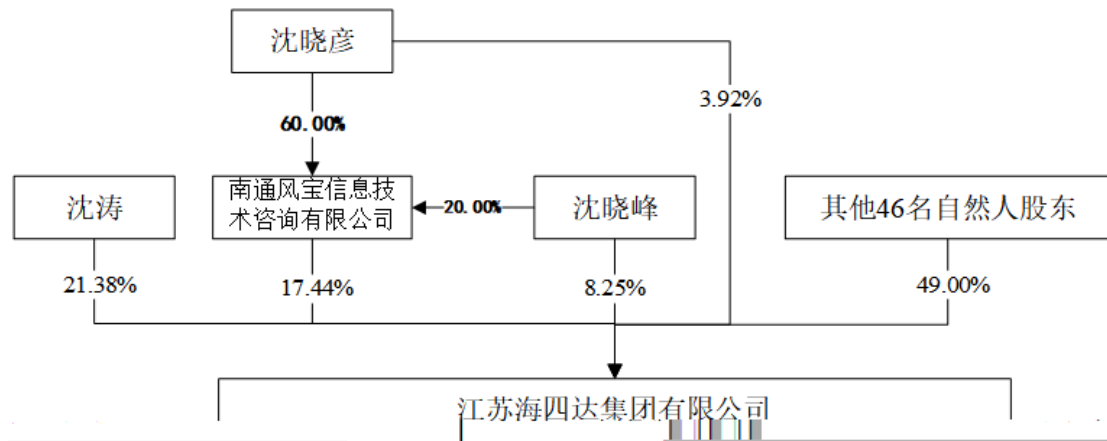 沈晓彦
3.92%
60.00%
沈涛
南通风宝信息技
术咨询有限公司
20.00%
沈晓峰
其他46名自然人股东
21.38%
17.44%
8.25%
49.00%
江苏海四达集团有限公司